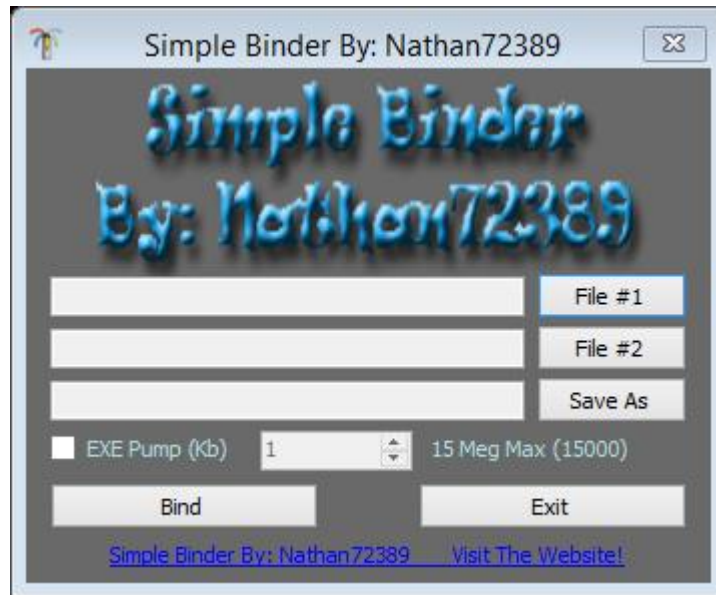 Simple Binder By: Nathan72389
Simple Binder
By: Nathan72389
File #1
File #2
Save As
EXE Pump (Kb) 1 15 Meg Max (15000)
Bind Exit
Simple Binder By: Nathan72389 Visit The Website!